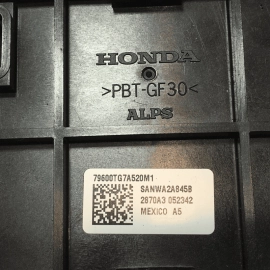 HONDA
>PBT-GF30<
ALPS
79600TG7A520M1
SANWA2A8458
2870A3 052342
MEXICO A5